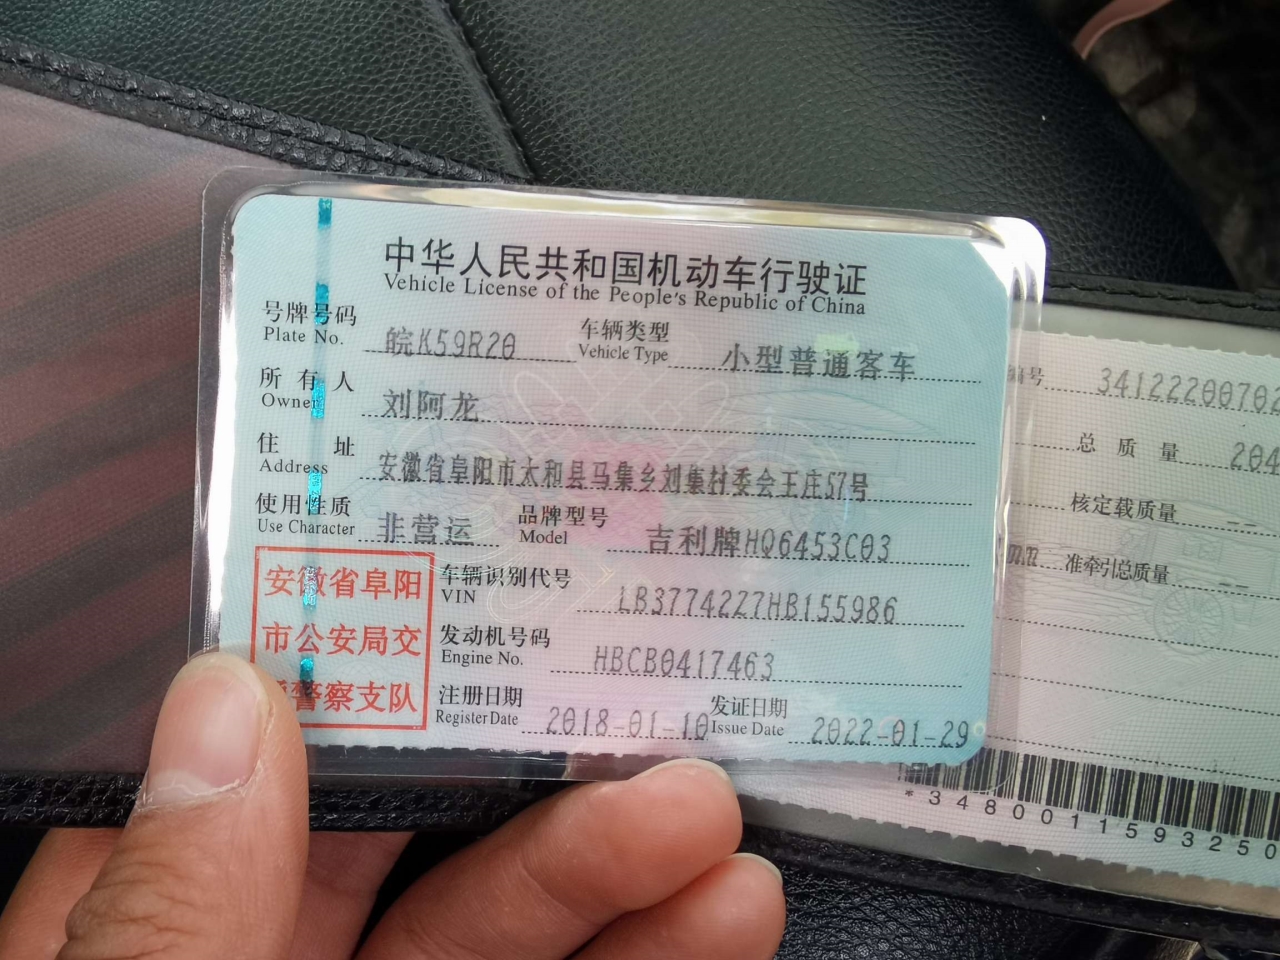 中华人民共和国机动车行驶证
Vehicle License of the People's Republic of China
号牌号码 皖K59R20 车辆类型 小型普通客车
Plate No. Vehicle Type
所有人 刘阿龙
Owner
住址 安徽省阜阳市太和县马集乡刘集村委会王庄57号
Address
使用性质 非营运 品牌型号 吉利牌HQ6453C03
Use Character Model
安徽省阜阳
市公安局交
警察支队
车辆识别代号 LB3774227HB155986
VIN
发动机号码 HBCB0417463
Engine No.
注册日期 2018-01-10 发证日期 2022-01-29
Register Date Issue Date
编号 3412220070
总质量 204
核定载质量 --
mm 准牵引总质量 --
*3480011593250